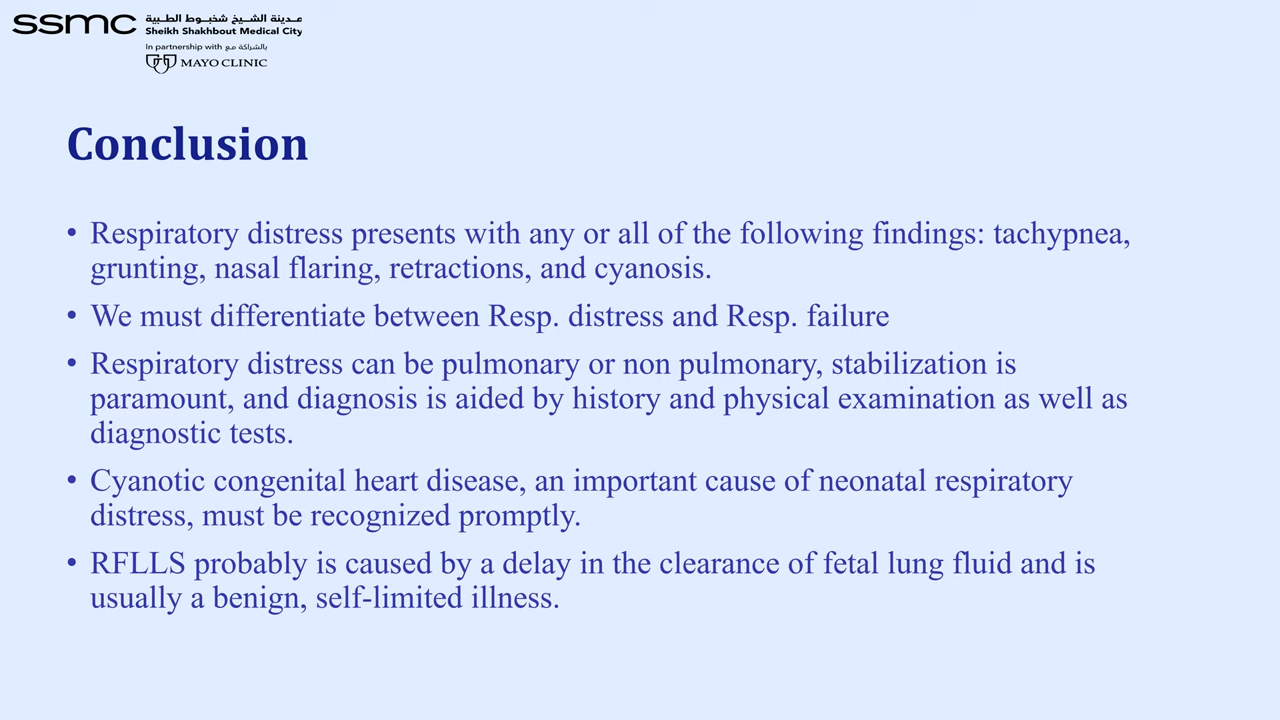 ssmc
مدينة الشيخ شخبوط الطبية
Sheikh Shakhbout Medical City
In partnership with بالشراكة مع
MAYO CLINIC
Conclusion
• Respiratory distress presents with any or all of the following findings: tachypnea,
grunting, nasal flaring, retractions, and cyanosis.
• We must differentiate between Resp. distress and Resp. failure
• Respiratory distress can be pulmonary or non pulmonary, stabilization is
paramount, and diagnosis is aided by history and physical examination as well as
diagnostic tests.
• Cyanotic congenital heart disease, an important cause of neonatal respiratory
distress, must be recognized promptly.
• RFLLS probably is caused by a delay in the clearance of fetal lung fluid and is
usually a benign, self-limited illness.